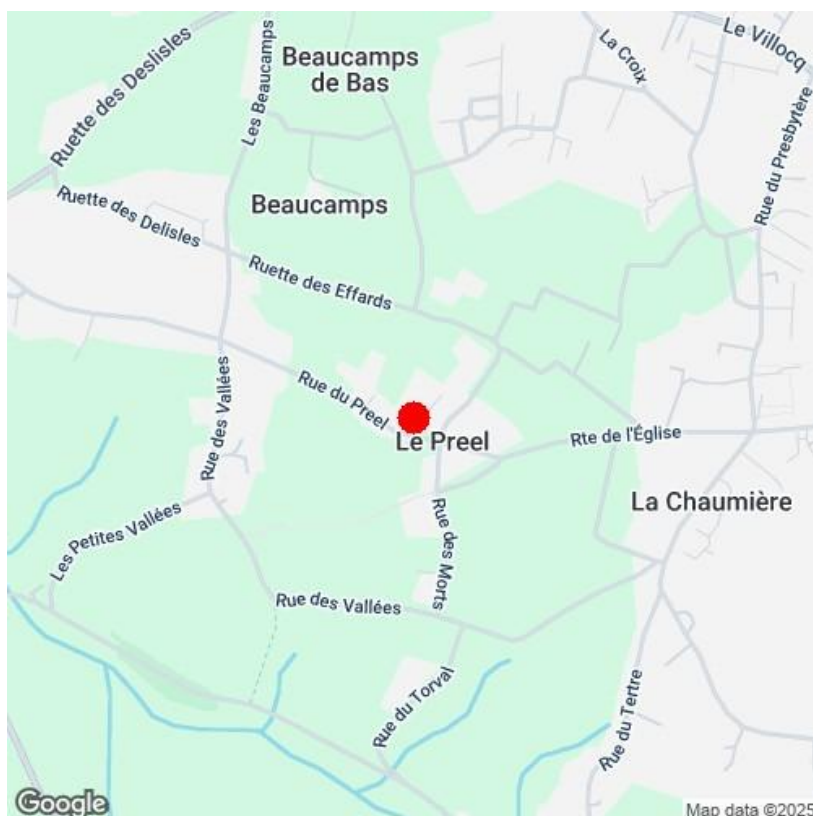 Le Villocq
Beaucamps
de Bas
La Croix
Ruette des Deslisles
Les Beaucamps
Rue du Presbytère
Ruette des Delisles
Beaucamps
Ruette des Effards
Rue du Preel
Le Preel
Rte de l'Église
Rue des Vallées
La Chaumière
Les Petites Vallées
Rue des Morts
Rue des Vallées
Rue du Torval
Rue du Tertre
Google
Map data ©2025